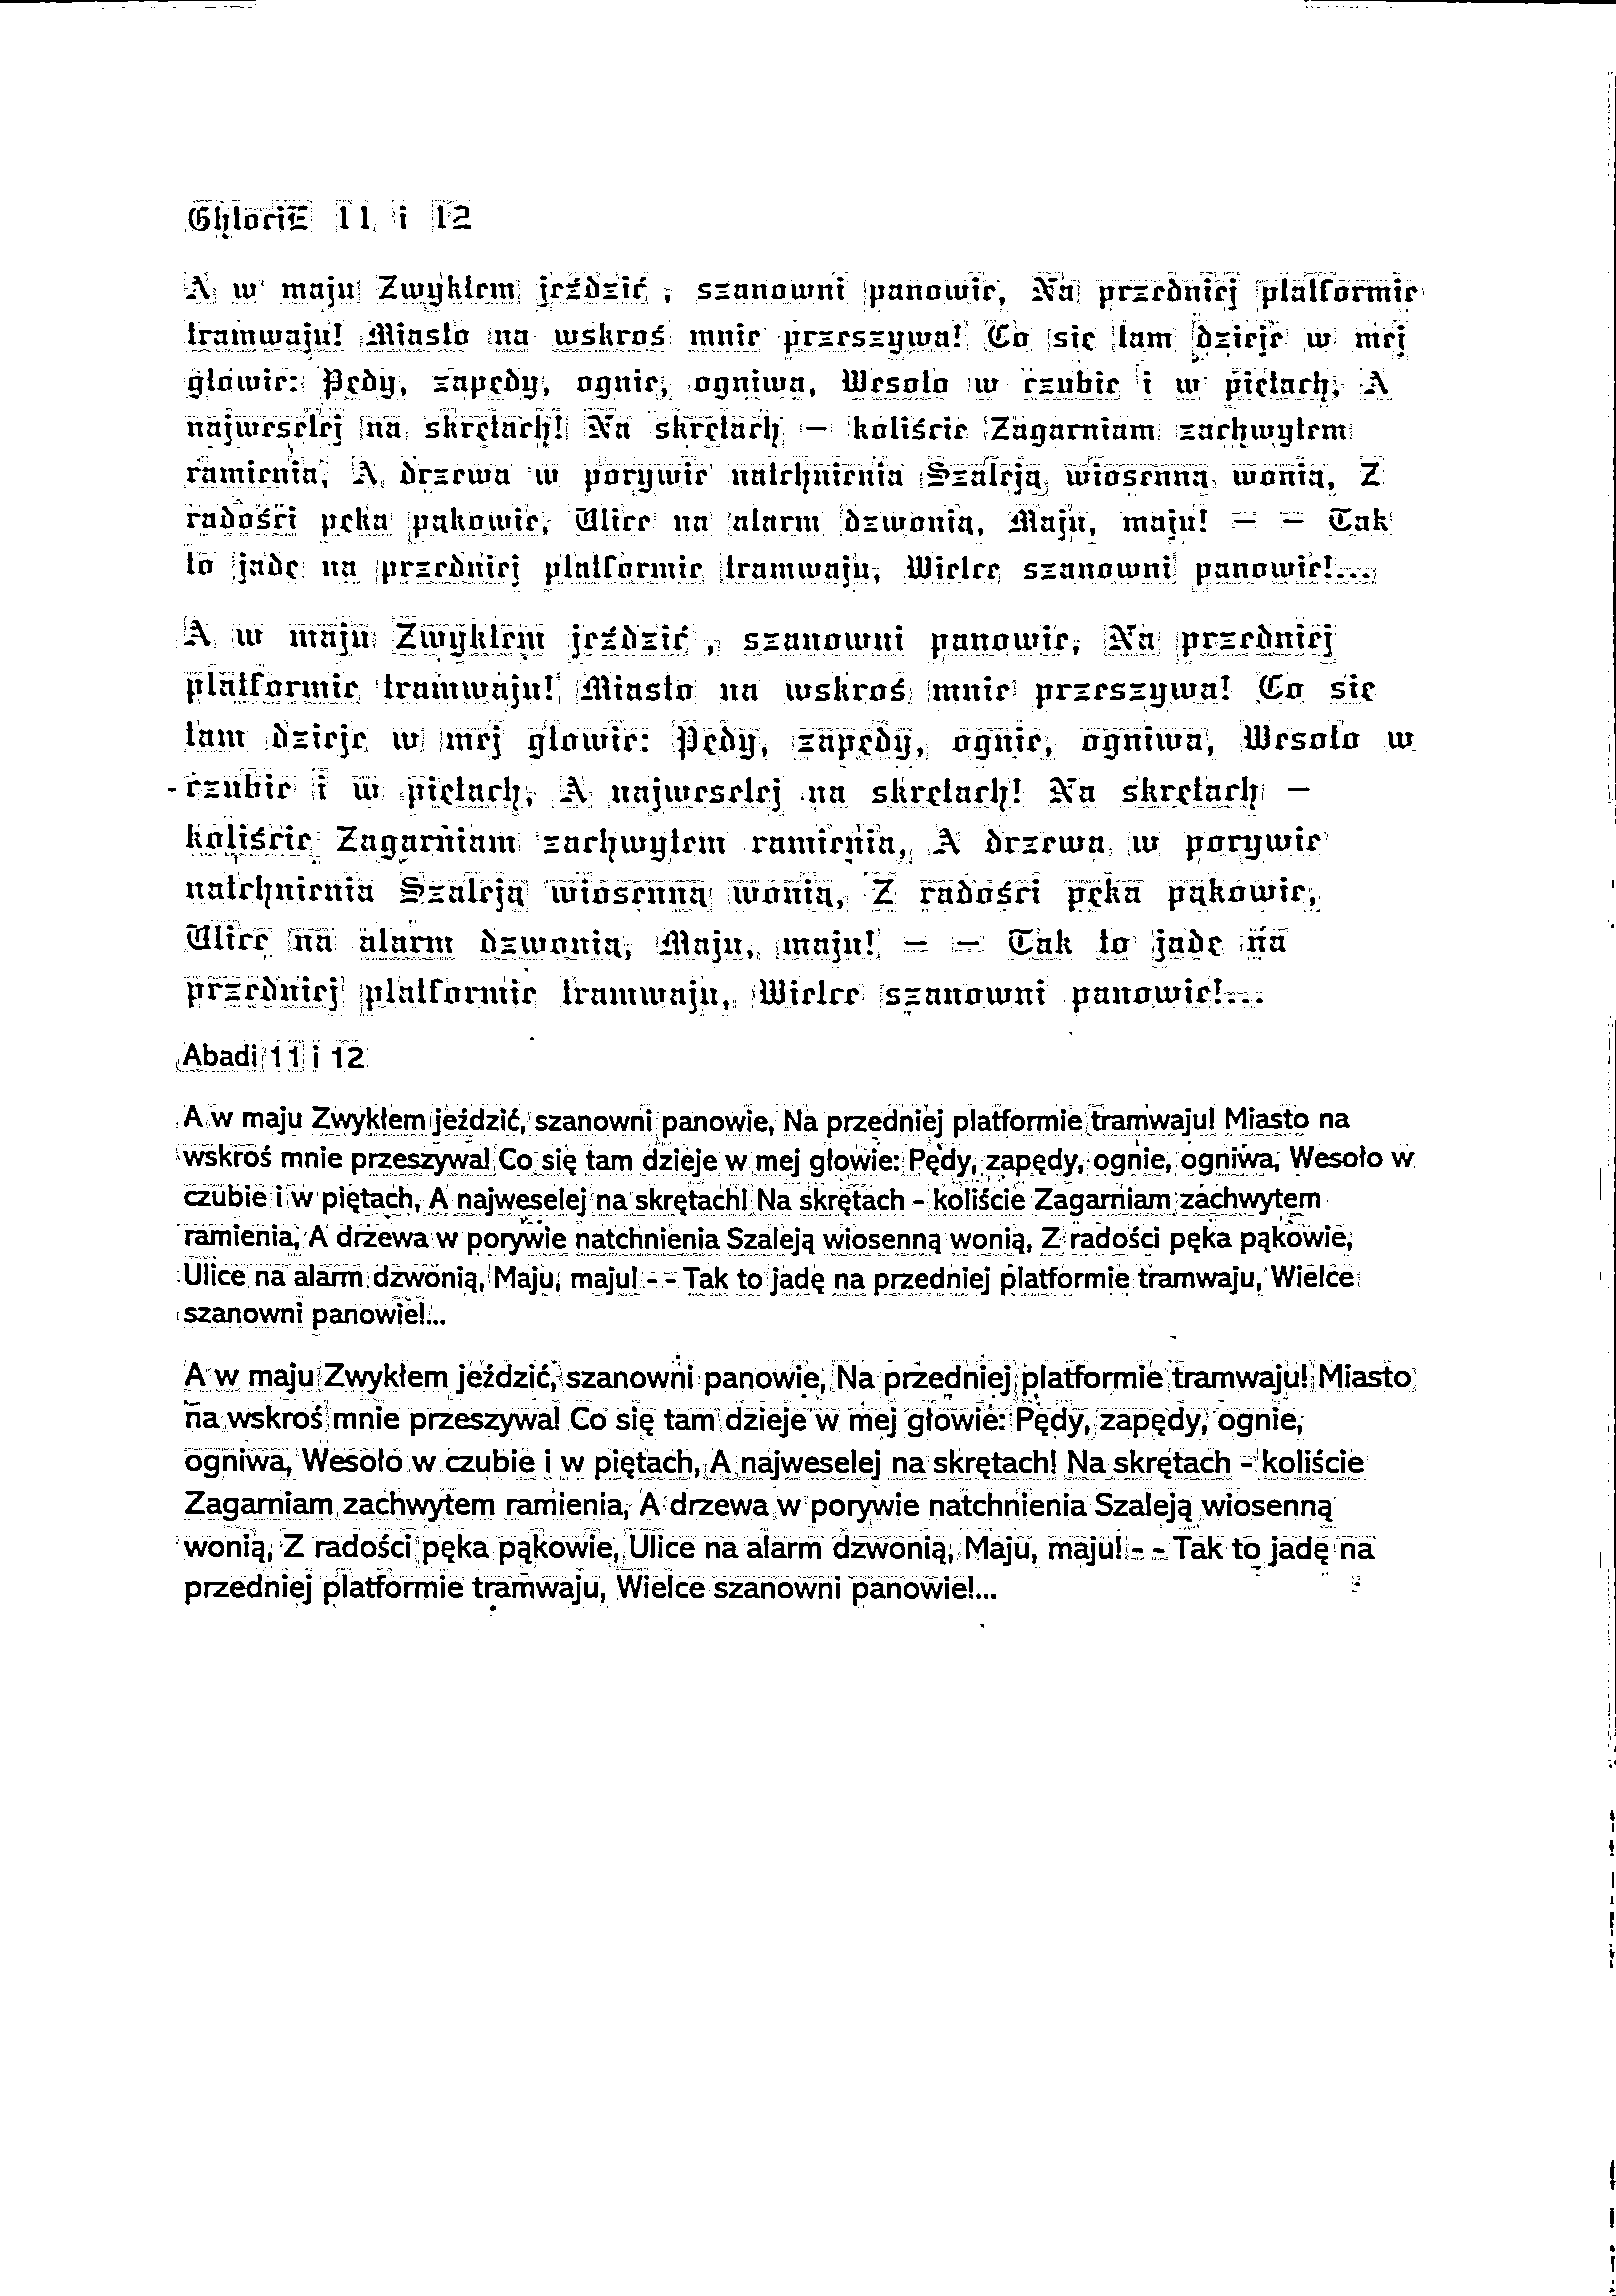 11 i 12
A w maju Zwykłem jeździć , szanowni panowie, Na przedniej platformie
tramwaju! Miasto na wskroś mnie przeszywa! Co się tam dzieje w mej
głowie: Pędy, zapędy, ognie, ogniwa, Wesoło w czubie i w piętach, A
najweselej na skrętach! Na skrętach – koliście Zagarniam zachwytem
ramienia, A drzewa w porywie natchnienia Szaleją wiosenną wonią, Z
radości pęka pąkowie, Ulice na alarm dzwonią, Maju, maju! – – Tak
to jadę na przedniej platformie tramwaju, Wielce szanowni panowie!...
A w maju Zwykłem jeździć , szanowni panowie, Na przedniej
platformie tramwaju! Miasto na wskroś mnie przeszywa! Co się
tam dzieje w mej głowie: Pędy, zapędy, ognie, ogniwa, Wesoło w
czubie i w piętach, A najweselej na skrętach! Na skrętach –
koliście Zagarniam zachwytem ramienia, A drzewa w porywie
natchnienia Szaleją wiosenną wonią, Z radości pęka pąkowie,
Ulice na alarm dzwonią, Maju, maju! – – Tak to jadę na
przedniej platformie tramwaju, Wielce szanowni panowie!...
Abadi 11 i 12
A w maju Zwykłem jeździć, szanowni panowie, Na przedniej platformie tramwaju! Miasto na
wskroś mnie przeszywa! Co się tam dzieje w mej głowie: Pędy, zapędy, ognie, ogniwa, Wesoło w
czubie i w piętach, A najweselej na skrętach! Na skrętach – koliście Zagarniam zachwytem
ramienia, A drzewa w porywie natchnienia Szaleją wiosenną wonią, Z radości pęka pąkowie,
Ulice na alarm dzwonią, Maju, maju! – – Tak to jadę na przedniej platformie tramwaju, Wielce
szanowni panowie!...
A w maju Zwykłem jeździć, szanowni panowie, Na przedniej platformie tramwaju! Miasto
na wskroś mnie przeszywa! Co się tam dzieje w mej głowie: Pędy, zapędy, ognie,
ogniwa, Wesoło w czubie i w piętach, A najweselej na skrętach! Na skrętach – koliście
Zagarniam zachwytem ramienia, A drzewa w porywie natchnienia Szaleją wiosenną
wonią, Z radości pęka pąkowie, Ulice na alarm dzwonią, Maju, maju! – – Tak to jadę na
przedniej platformie tramwaju, Wielce szanowni panowie!...